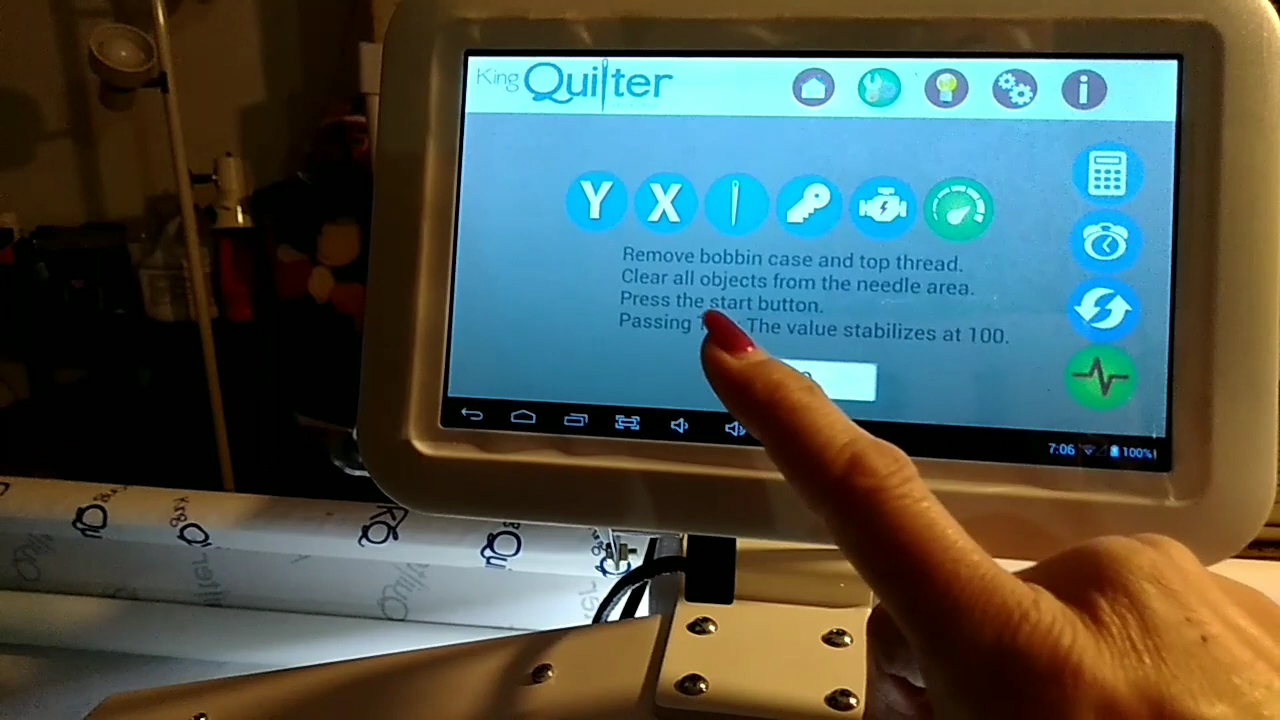 King Quilter
Y X
Remove bobbin case and top thread.
Clear all objects from the needle area.
Press the start button.
Passing The value stabilizes at 100.
7:06 100%